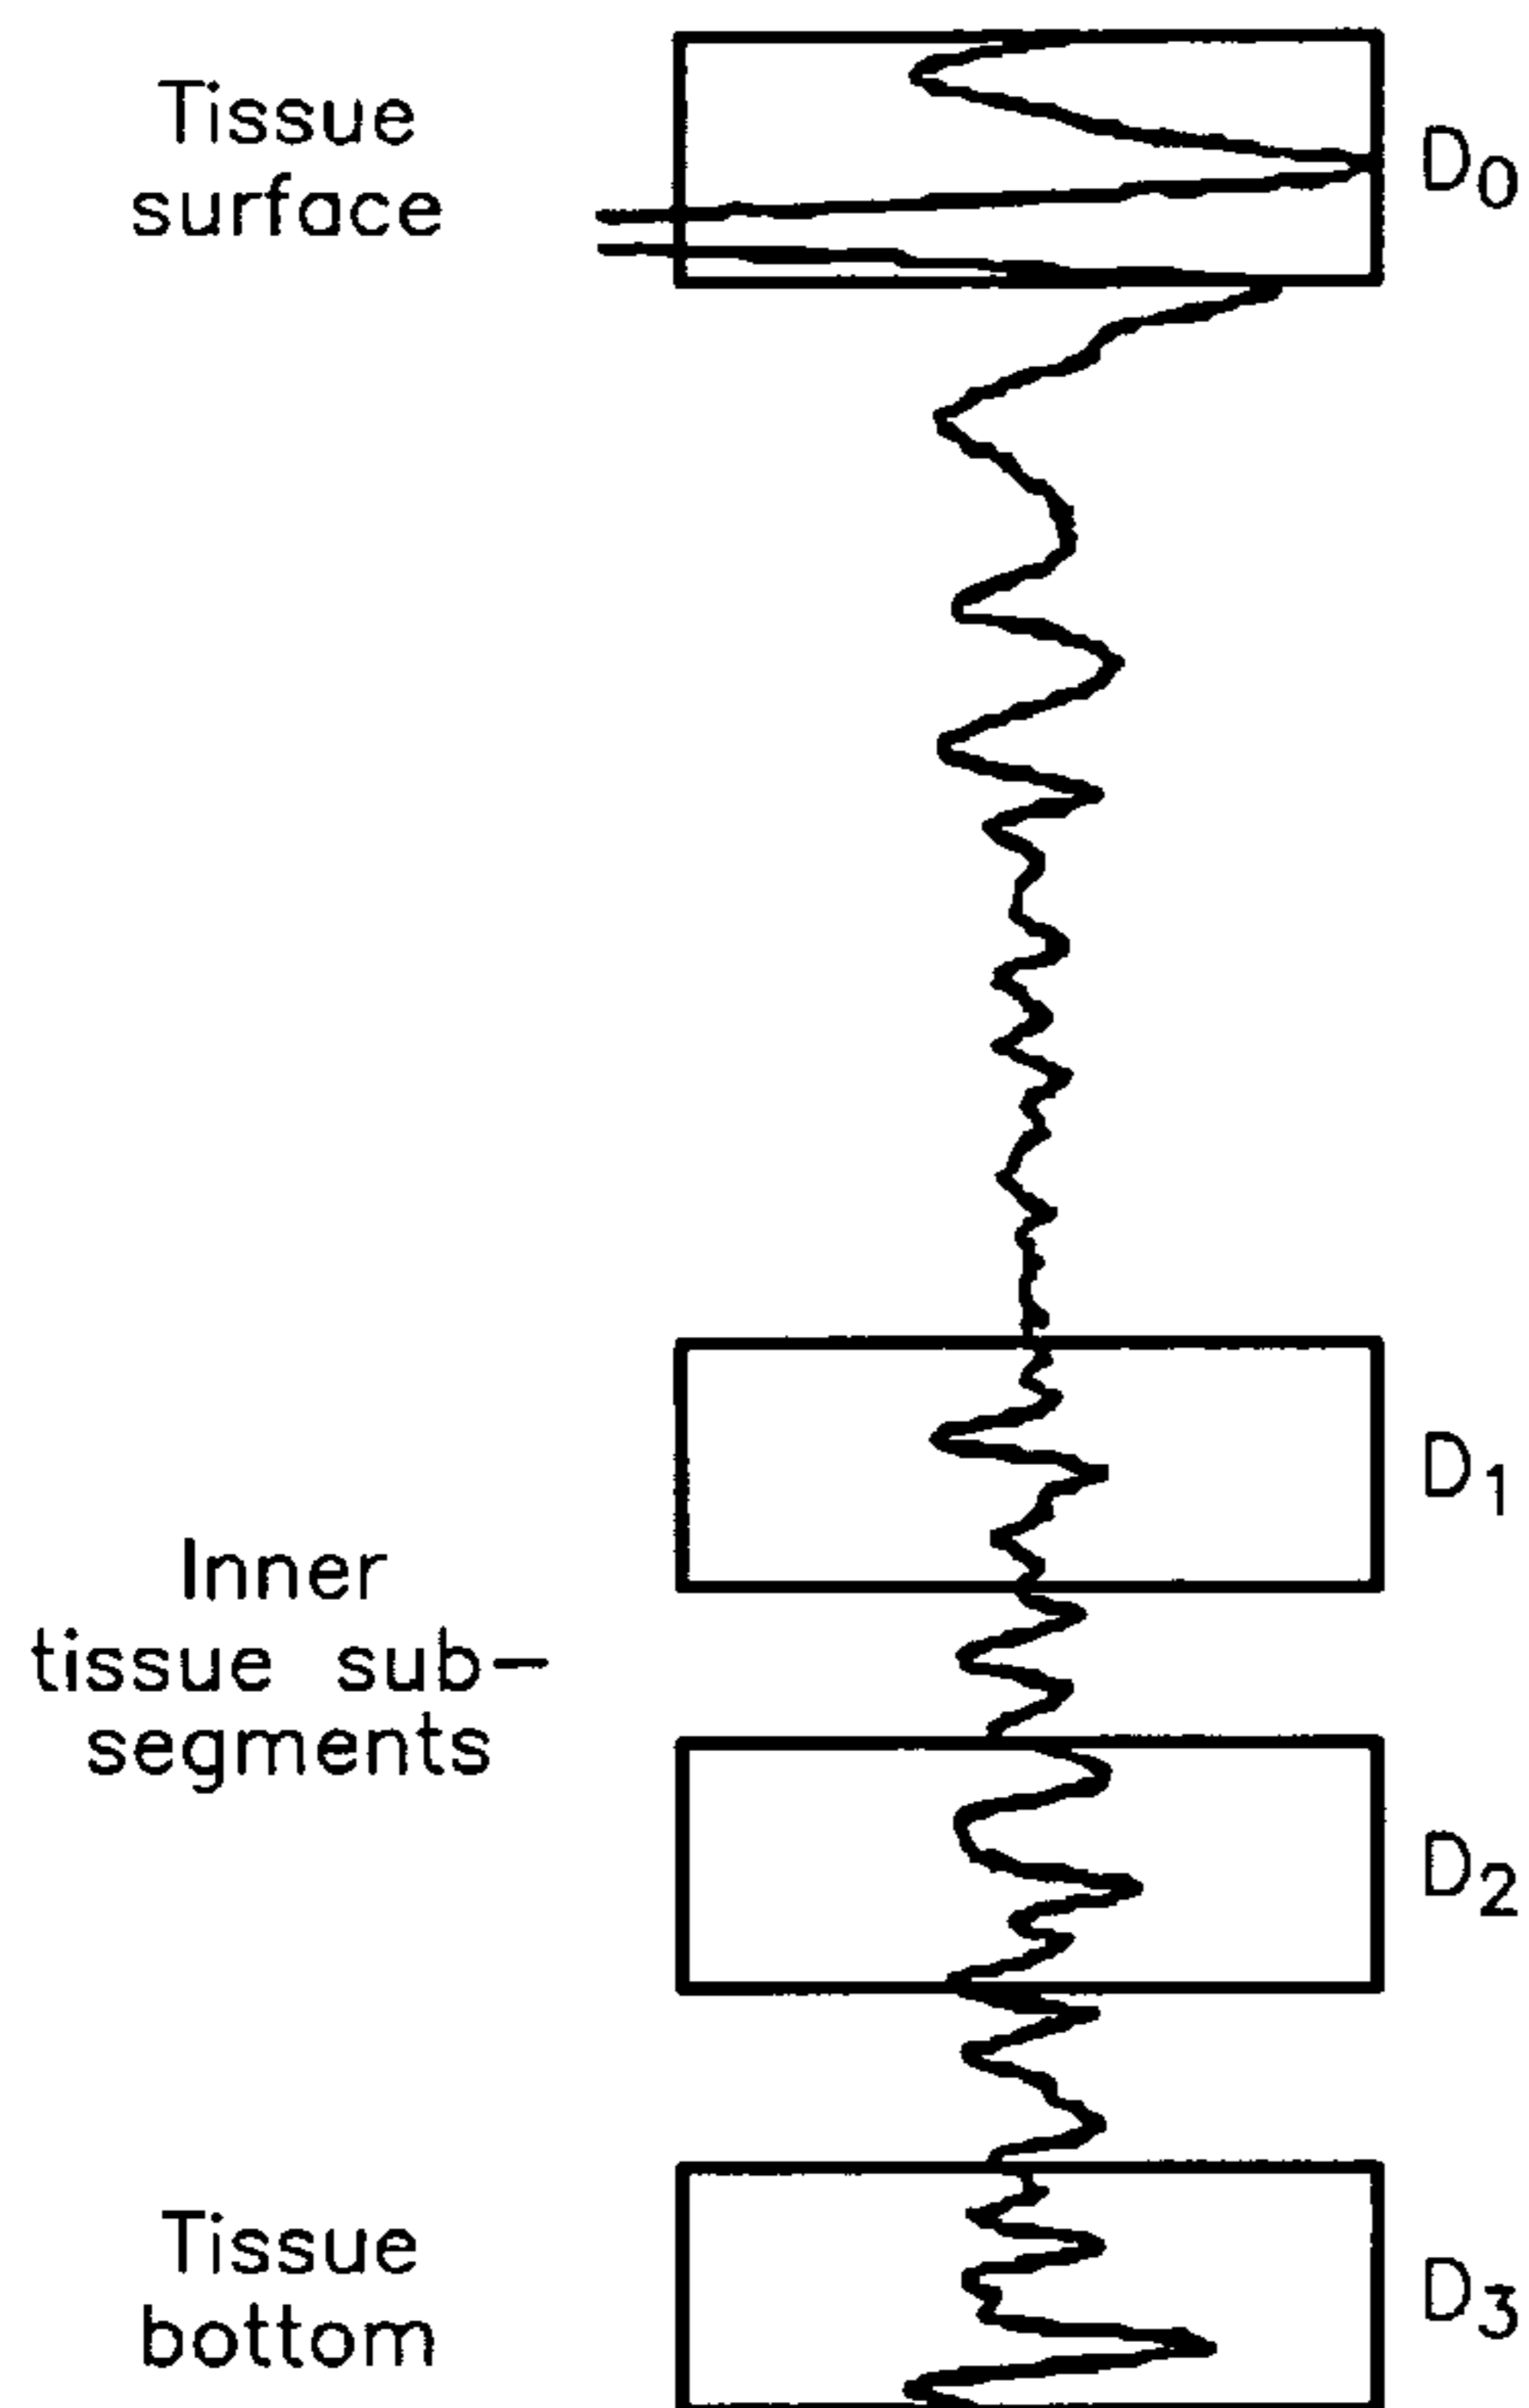 Tissue
surface
D0
D1
Inner
tissue sub-
segments
D2
Tissue
bottom
D3